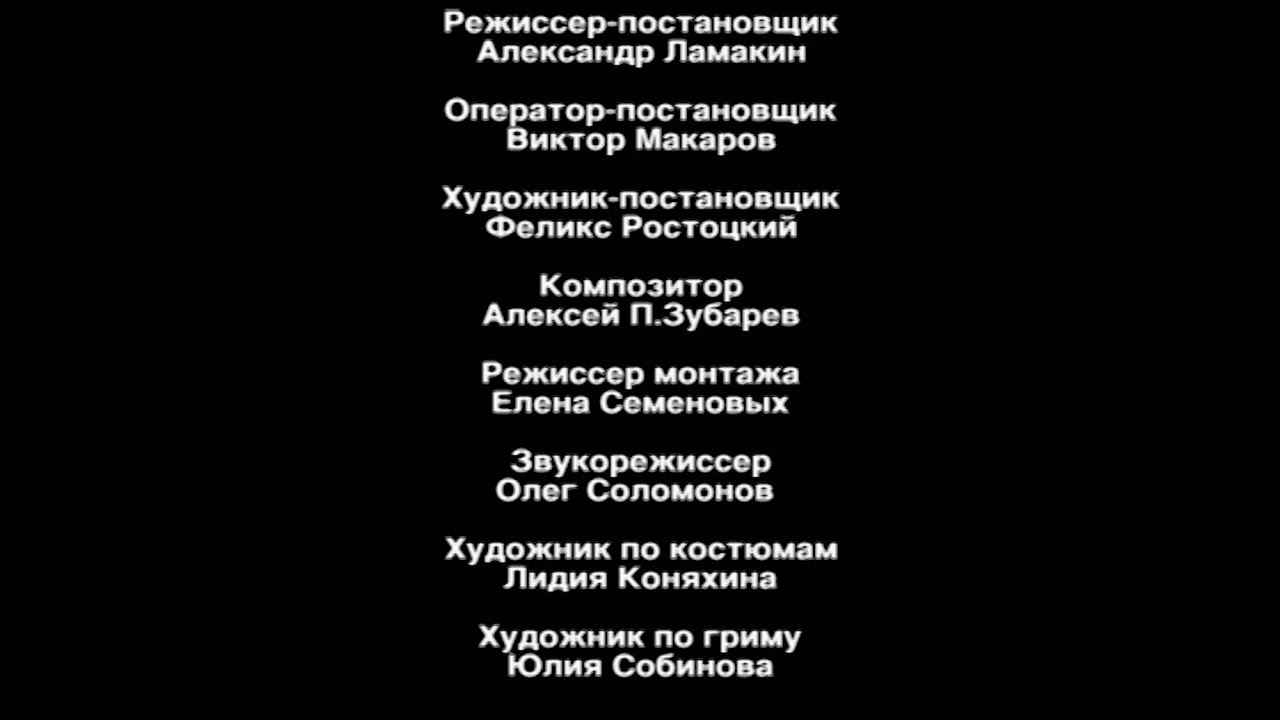 Режиссер-постановщик
Александр Ламакин
Оператор-постановщик
Виктор Макаров
Художник-постановщик
Феликс Ростоцкий
Композитор
Алексей П.Зубарев
Режиссер монтажа
Елена Семеновых
Звукорежиссер
Олег Соломонов
Художник по костюмам
Лидия Коняхина
Художник по гриму
Юлия Собинова